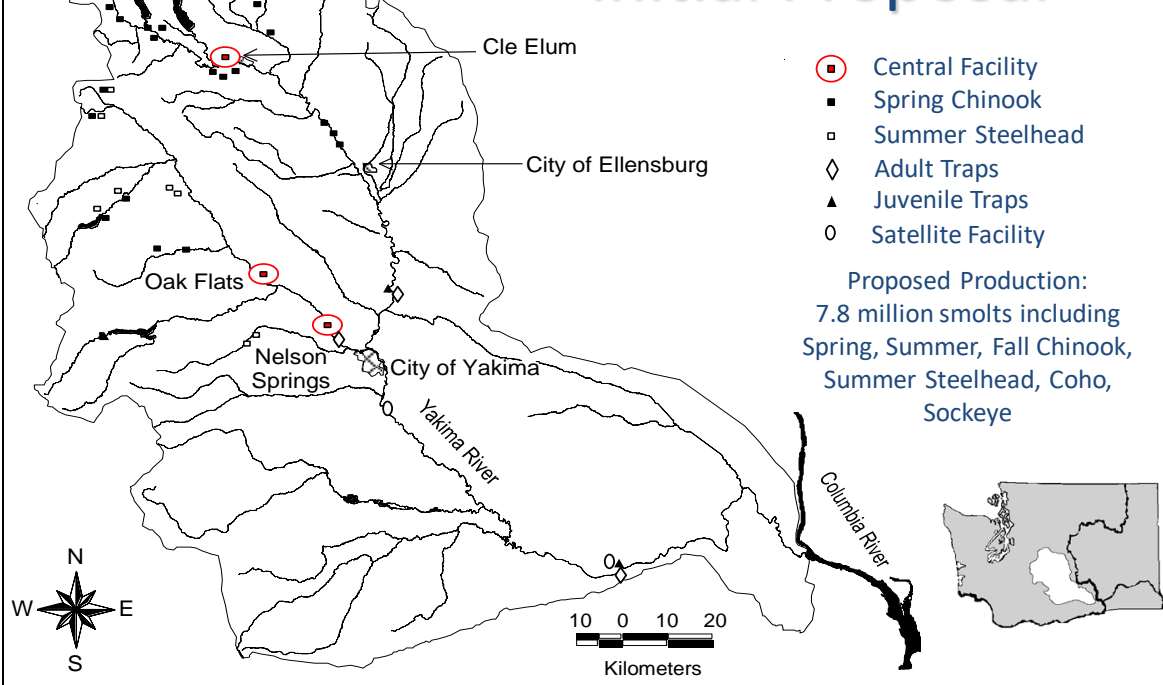 Initial Proposal
Cle Elum
City of Ellensburg
Oak Flats
Nelson
Springs
City of Yakima
Yakima River
Columbia River
N
W E
S
10 0 10 20
Kilometers
Central Facility
Spring Chinook
Summer Steelhead
Adult Traps
Juvenile Traps
Satellite Facility
Proposed Production:
7.8 million smolts including
Spring, Summer, Fall Chinook,
Summer Steelhead, Coho,
Sockeye